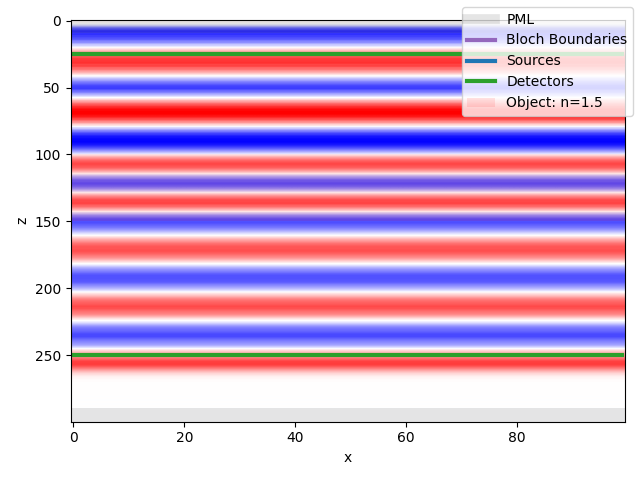 PML
Bloch Boundaries
Sources
Detectors
Object: n=1.5
0
50
100
150
200
250
z
0 20 40 60 80
x